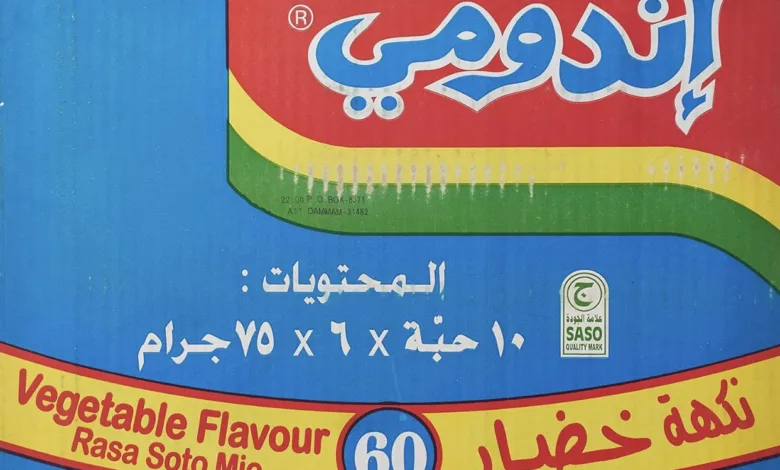 إندومي
®
22:00 P.O. BOX-8371
A11 DAMMAM-31482
المحتويات :
١٠ حبّة x ٦ x ٧٥ جرام
ج
علامة الجودة
SASO
QUALITY MARK
Vegetable Flavour
Rasa Soto Mie
60
نكهة خضار